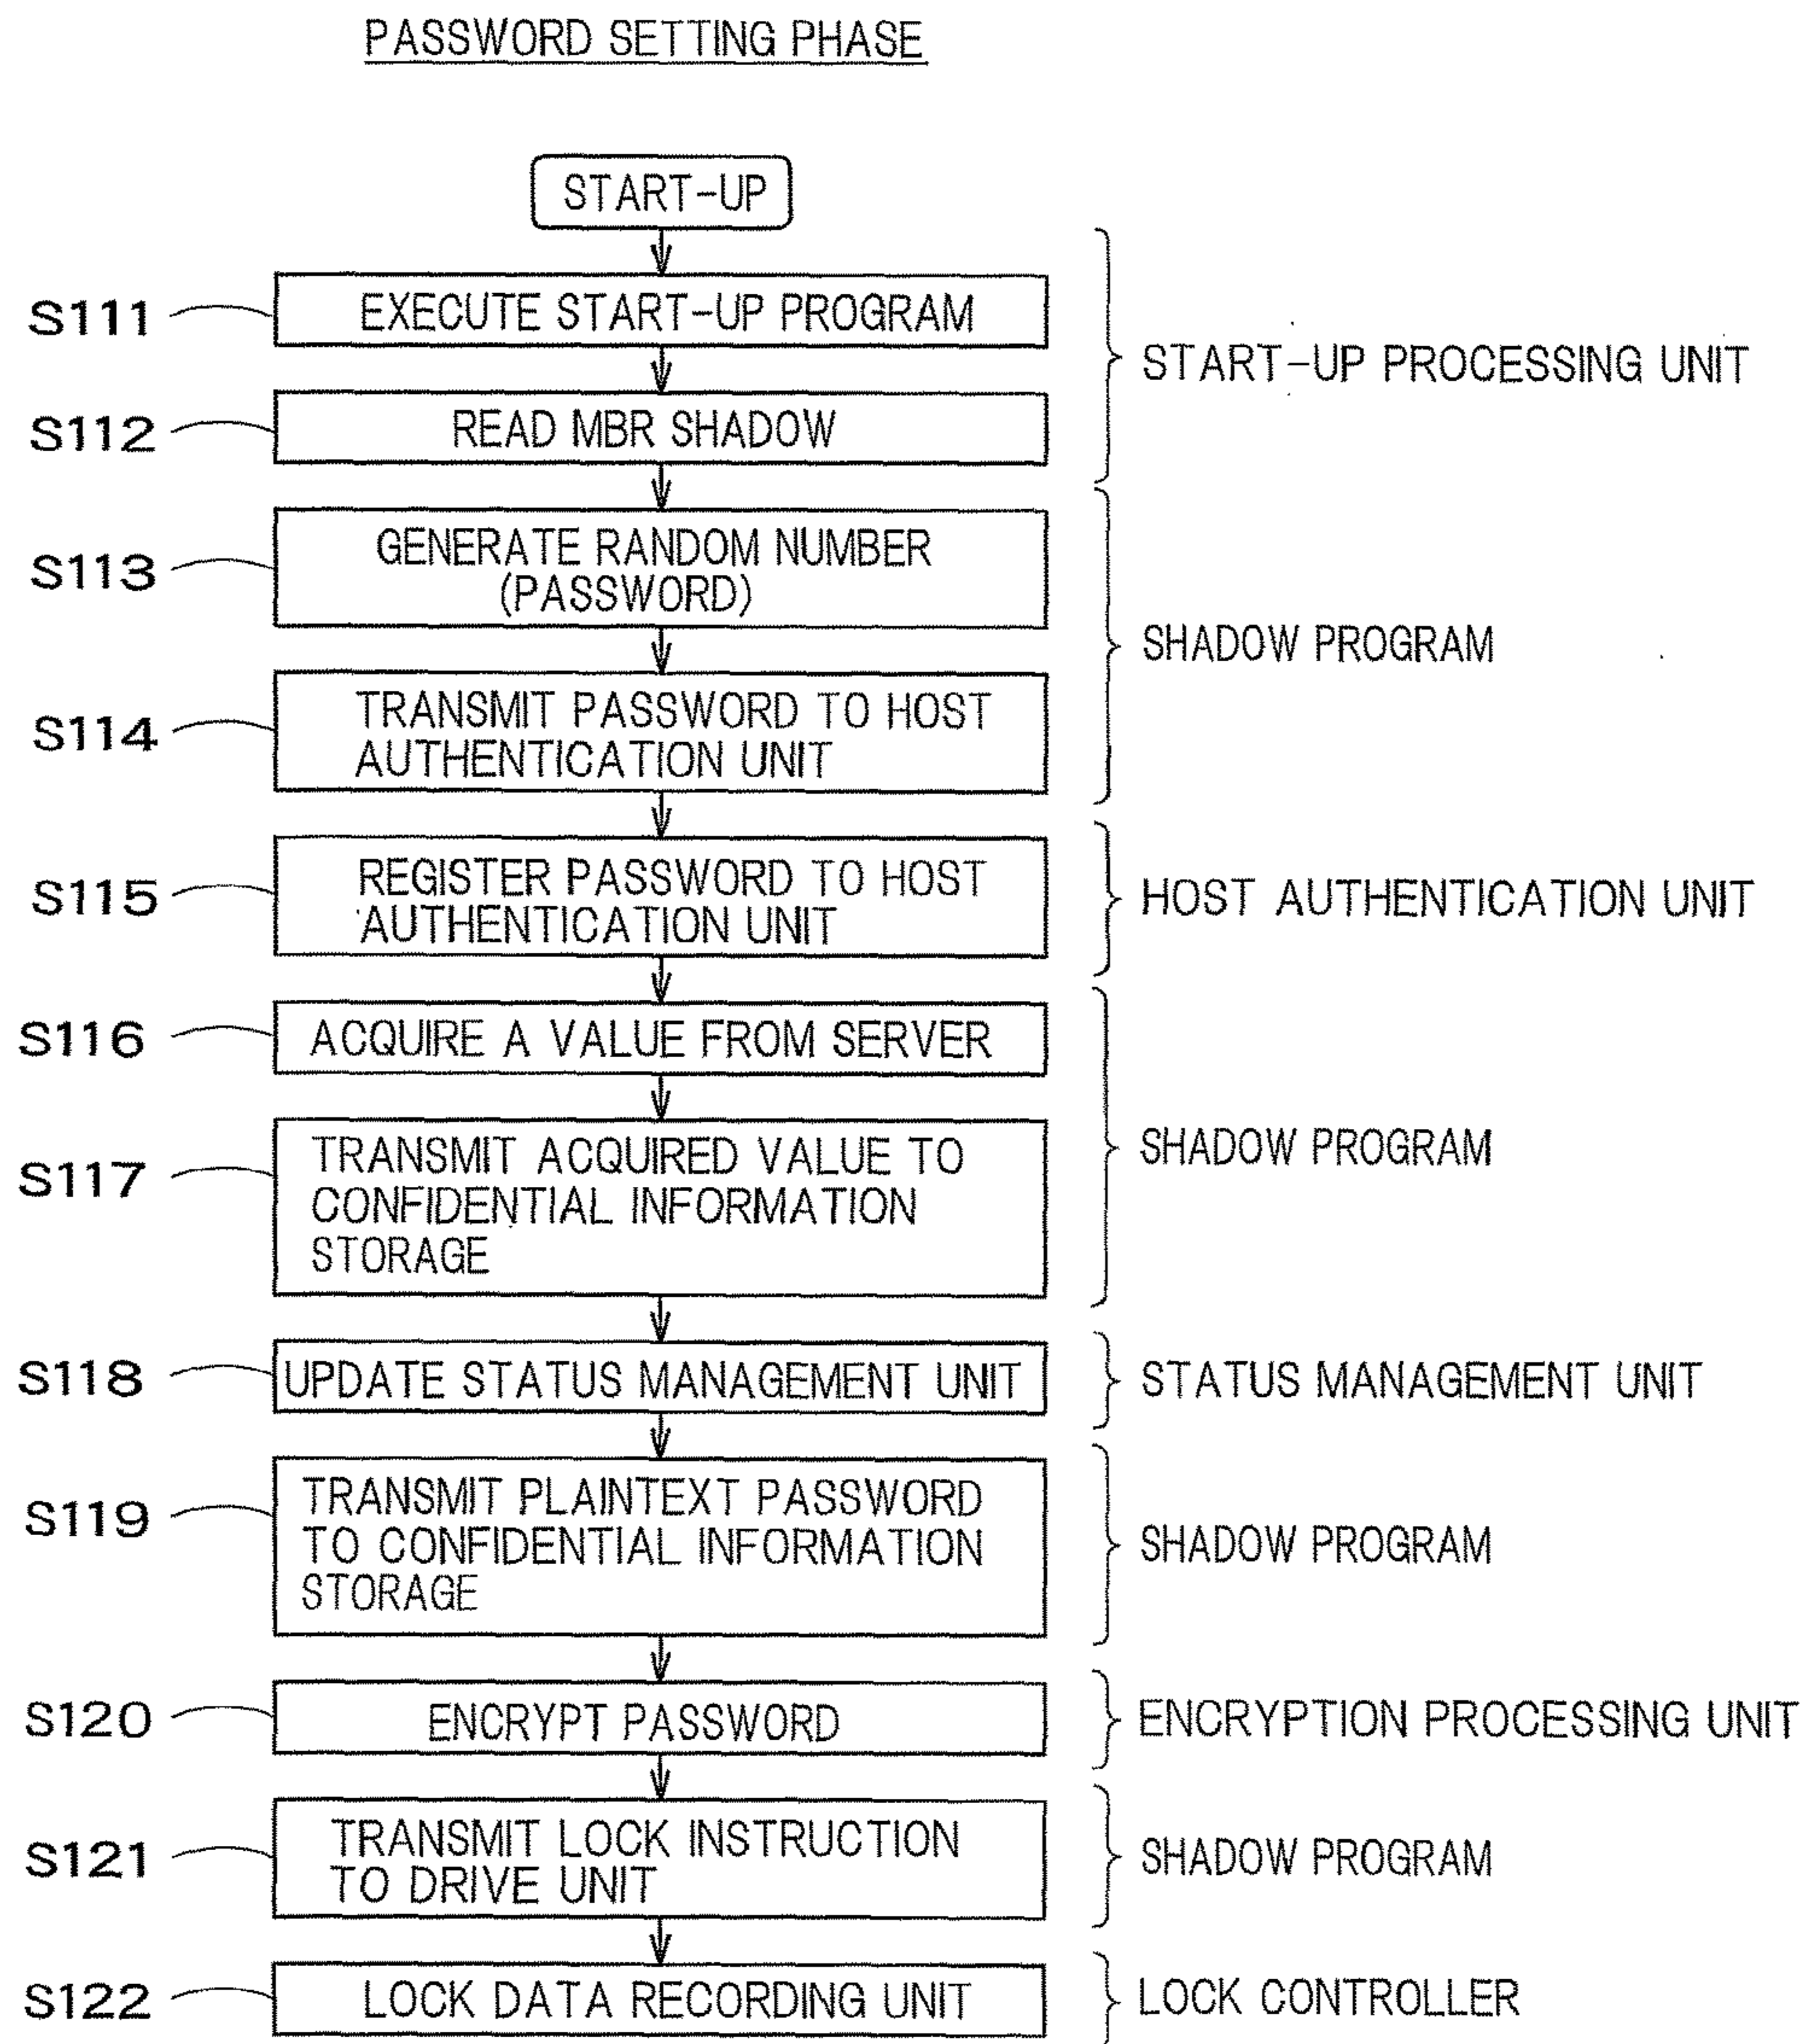 PASSWORD SETTING PHASE
START-UP
S111
EXECUTE START-UP PROGRAM
START-UP PROCESSING UNIT
S112
READ MBR SHADOW
S113
GENERATE RANDOM NUMBER
(PASSWORD)
SHADOW PROGRAM
S114
TRANSMIT PASSWORD TO HOST
AUTHENTICATION UNIT
S115
REGISTER PASSWORD TO HOST
AUTHENTICATION UNIT
HOST AUTHENTICATION UNIT
S116
ACQUIRE A VALUE FROM SERVER
SHADOW PROGRAM
S117
TRANSMIT ACQUIRED VALUE TO
CONFIDENTIAL INFORMATION
STORAGE
S118
UPDATE STATUS MANAGEMENT UNIT
STATUS MANAGEMENT UNIT
S119
TRANSMIT PLAINTEXT PASSWORD
TO CONFIDENTIAL INFORMATION
STORAGE
SHADOW PROGRAM
S120
ENCRYPT PASSWORD
ENCRYPTION PROCESSING UNIT
S121
TRANSMIT LOCK INSTRUCTION
TO DRIVE UNIT
SHADOW PROGRAM
S122
LOCK DATA RECORDING UNIT
LOCK CONTROLLER